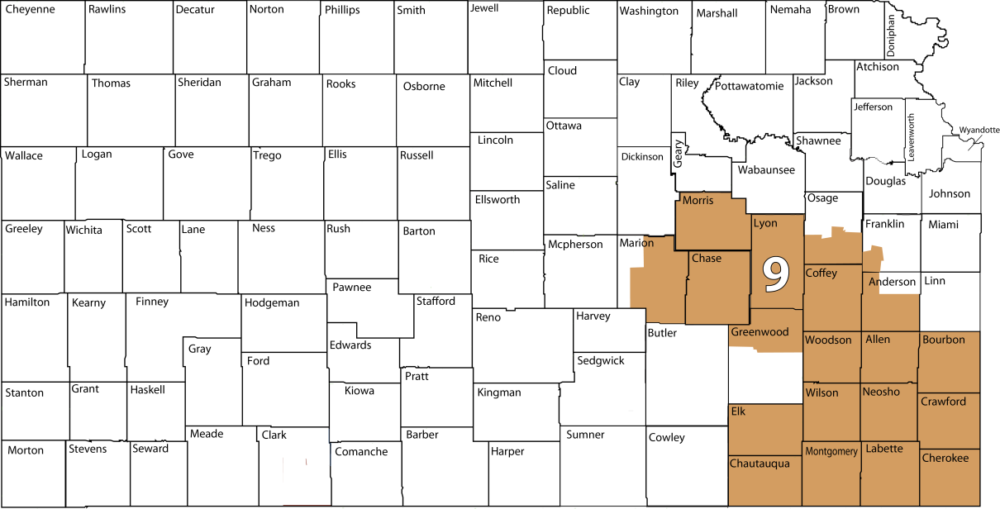 Cheyenne
Rawlins
Decatur
Norton
Phillips
Smith
Jewell
Republic
Washington
Marshall
Nemaha
Brown
Doniphan
Sherman
Thomas
Sheridan
Graham
Rooks
Osborne
Mitchell
Cloud
Clay
Riley
Pottawatomie
Jackson
Atchison
Jefferson
Leavenworth
Wyandotte
Ottawa
Lincoln
Wallace
Logan
Gove
Trego
Ellis
Russell
Dickinson
Geary
Shawnee
Wabaunsee
Douglas
Johnson
Saline
Ellsworth
Morris
Osage
Greeley
Wichita
Scott
Lane
Ness
Rush
Barton
Rice
Mcpherson
Marion
Lyon
Franklin
Miami
Chase
9
Coffey
Anderson
Linn
Pawnee
Hamilton
Kearny
Finney
Hodgeman
Stafford
Reno
Harvey
Butler
Greenwood
Woodson
Allen
Bourbon
Gray
Edwards
Ford
Sedgwick
Pratt
Stanton
Grant
Haskell
Kiowa
Kingman
Wilson
Neosho
Crawford
Elk
Meade
Clark
Barber
Sumner
Cowley
Morton
Stevens
Seward
Comanche
Harper
Chautauqua
Montgomery
Labette
Cherokee